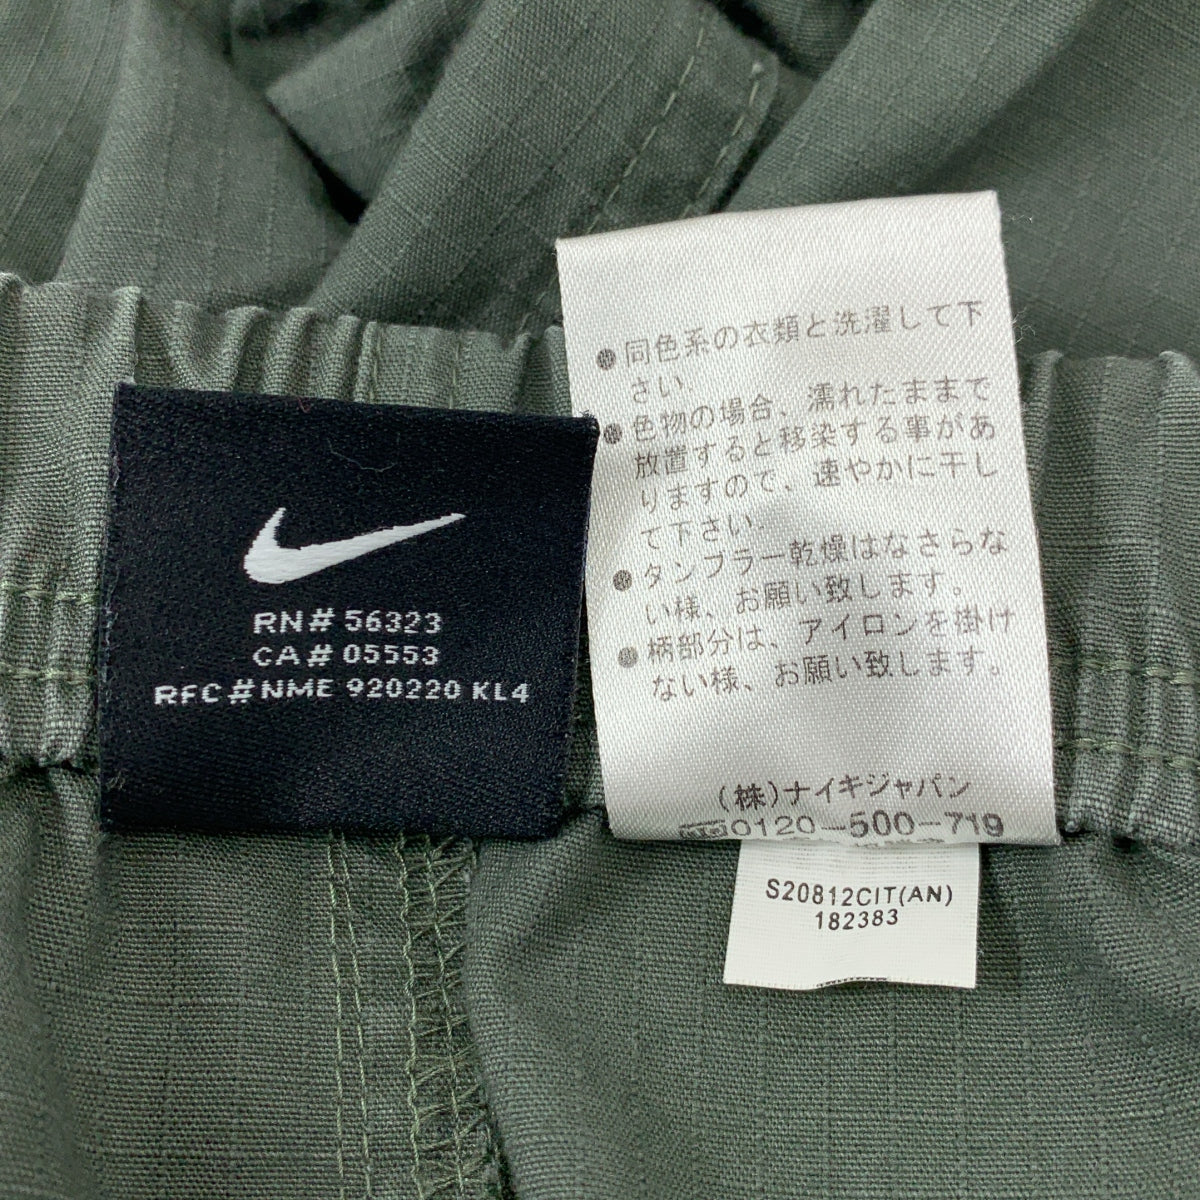 RN# 56323
CA# 05553
RFC#NME 920220 KL4
●同色系の衣類と洗濯して下
さい.
●色物の場合、濡れたままで
放置すると移染する事があ
りますので、速やかに干し
て下さい.
●タンブラー乾燥はなさらな
い様、お願い致します。
●柄部分は、アイロンを掛け
ない様、お願い致します。
(株)ナイキジャパン
0120-500-719
S20812CIT(AN)
182383